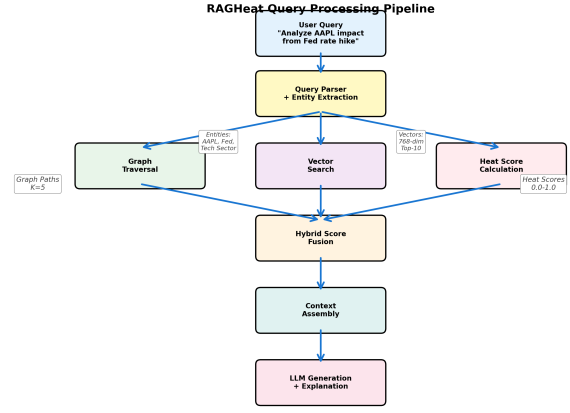 RAGHeat Query Processing Pipeline
User Query
"Analyze AAPL impact
from Fed rate hike"
Query Parser
+ Entity Extraction
Entities:
AAPL, Fed,
Tech Sector
Vectors:
768-dim
Top-10
Graph
Traversal
Vector
Search
Heat Score
Calculation
Graph Paths
K=5
Heat Scores
0.0-1.0
Hybrid Score
Fusion
Context
Assembly
LLM Generation
+ Explanation